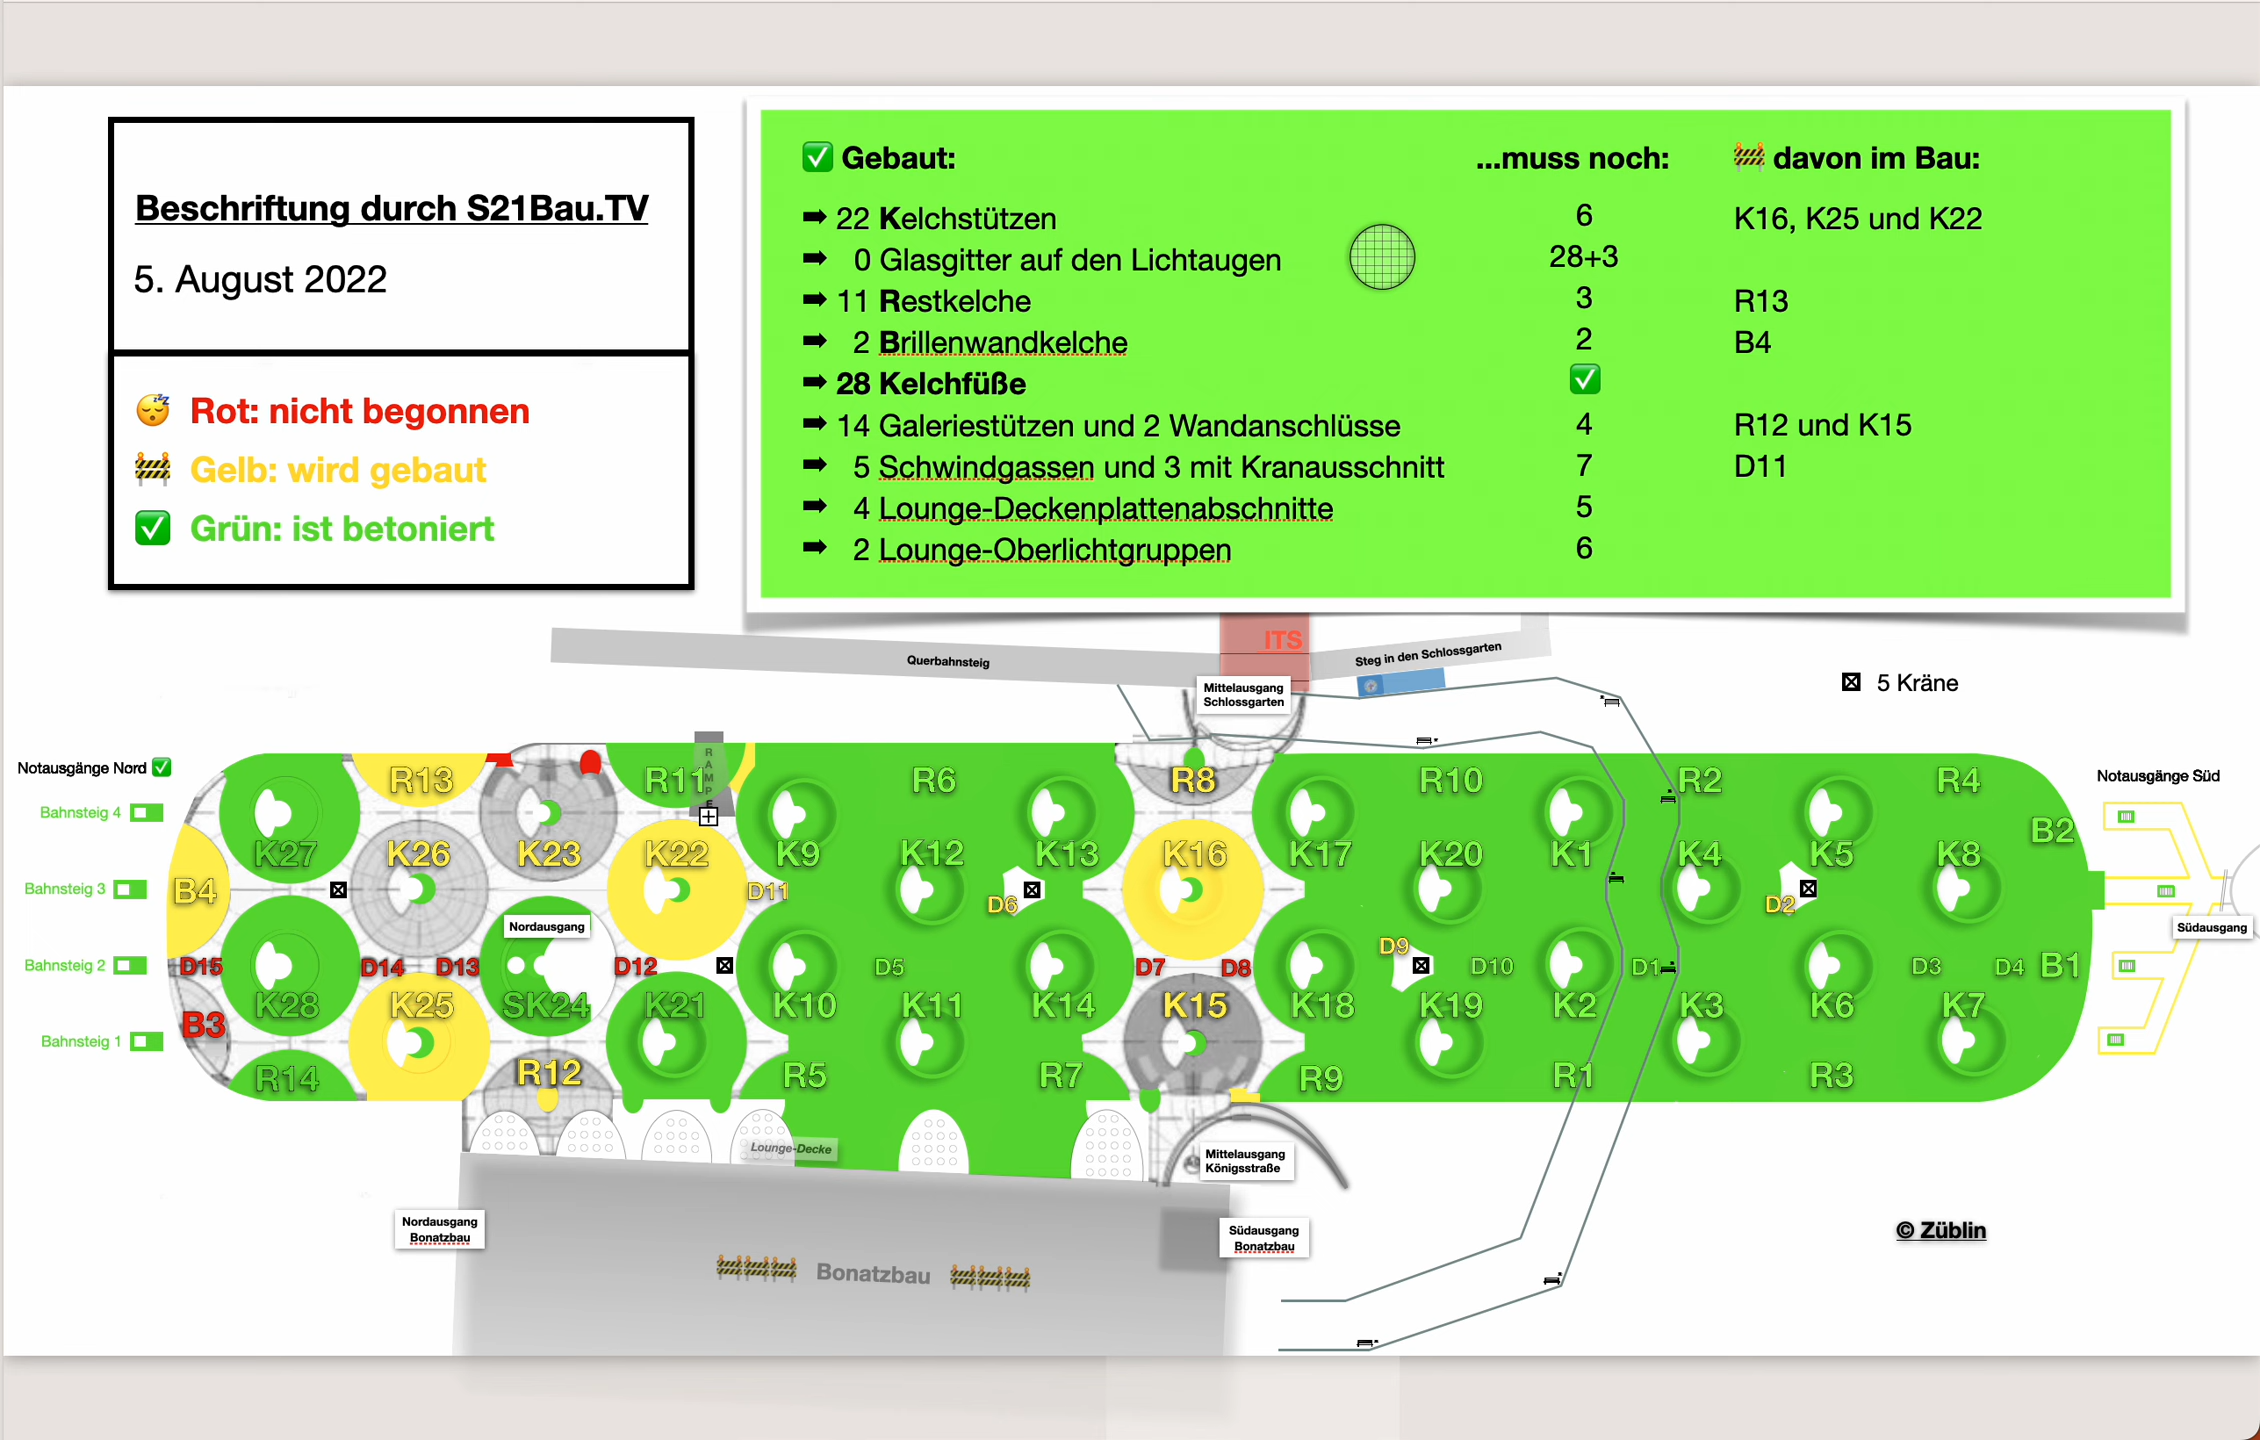 Beschriftung durch S21Bau.TV
5. August 2022
Rot: nicht begonnen
Gelb: wird gebaut
Grün: ist betoniert
Gebaut: ...muss noch: davon im Bau:
22 Kelchstützen 6 K16, K25 und K22
0 Glasgitter auf den Lichtaugen 28+3
11 Restkelche 3 R13
2 Brillenwandkelche 2 B4
28 Kelchfüße
14 Galeriestützen und 2 Wandanschlüsse 4 R12 und K15
5 Schwindgassen und 3 mit Kranausschnitt 7 D11
4 Lounge-Deckenplattenabschnitte 5
2 Lounge-Oberlichtgruppen 6
ITS
Querbahnsteig
Steg in den Schlossgarten
Mittelausgang
Schlossgarten
5 Kräne
RAMPE
Notausgänge Nord
Notausgänge Süd
R13 R11 R6 R8 R10 R2 R4
Bahnsteig 4
B2
K27 K26 K23 K22 K9 K12 K13 K16 K17 K20 K1 K4 K5 K8
Bahnsteig 3
B4 D11 D6 D2
Nordausgang
Südausgang
D9
Bahnsteig 2
D15 D14 D13 D12 D5 D7 D8 D10 D1 D3 D4 B1
K28 K25 SK24 K21 K10 K11 K14 K15 K18 K19 K2 K3 K6 K7
B3
Bahnsteig 1
R14 R12 R5 R7 R9 R1 R3
Lounge-Decke
Mittelausgang
Königsstraße
Nordausgang
Bonatzbau
Südausgang
Bonatzbau
© Züblin
Bonatzbau